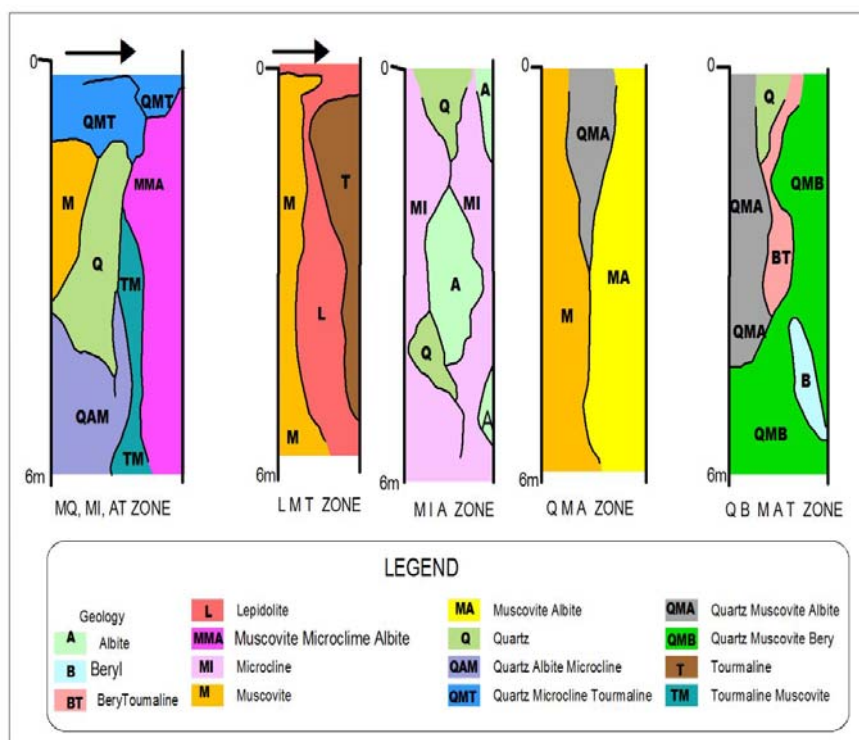 0
QMT
QMT
M
MMA
Q
TM
QAM
TM
6m
MQ, MI, AT ZONE
0
M
T
L
M
6m
L M T ZONE
0
Q
A
MI
MI
A
Q
A
6m
M I A ZONE
0
QMA
MA
M
6m
Q M A ZONE
0
Q
QMB
QMA
BT
QMA
B
QMB
6m
Q B M A T ZONE
LEGEND
Geology
A Albite
B Beryl
BT BeryToumaline
L Lepidolite
MMA Muscovite Microclime Albite
MI Microcline
M Muscovite
MA Muscovite Albite
Q Quartz
QAM Quartz Albite Microcline
QMT Quartz Microcline Tourmaline
QMA Quartz Muscovite Albite
QMB Quartz Muscovite Bery
T Tourmaline
TM Tourmaline Muscovite